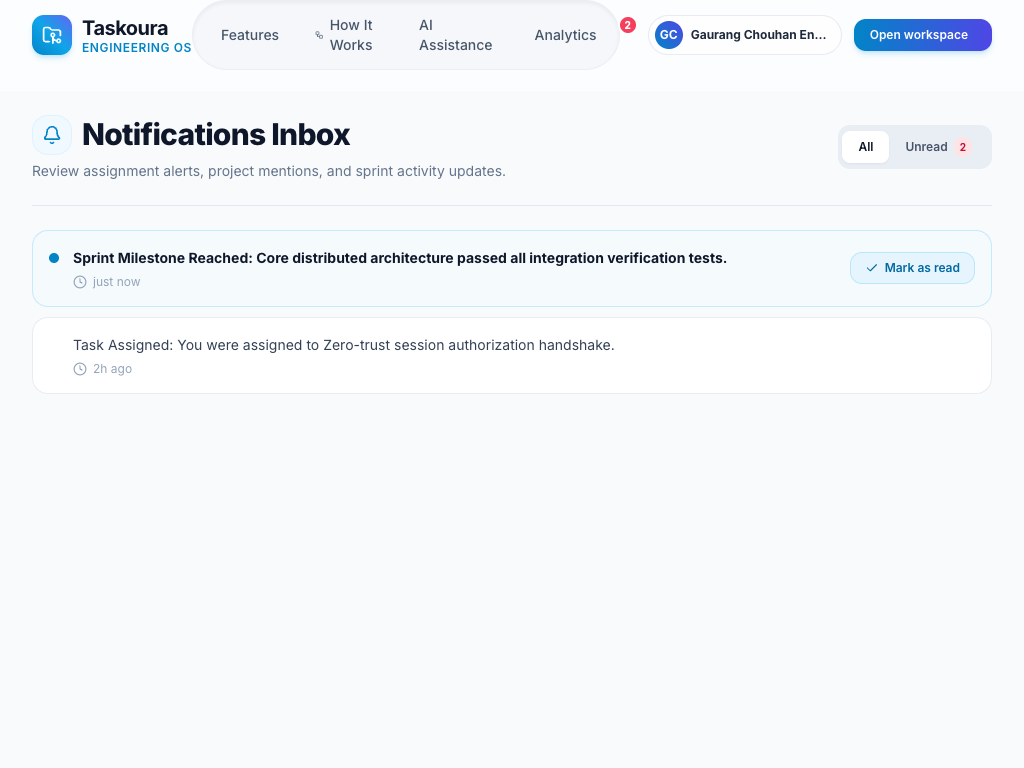 Taskoura
ENGINEERING OS
Features
How It
Works
AI
Assistance
Analytics
2
GC
Gaurang Chouhan En...
Open workspace
Notifications Inbox
Review assignment alerts, project mentions, and sprint activity updates.
All
Unread 2
Sprint Milestone Reached: Core distributed architecture passed all integration verification tests.
just now
Mark as read
Task Assigned: You were assigned to Zero-trust session authorization handshake.
2h ago